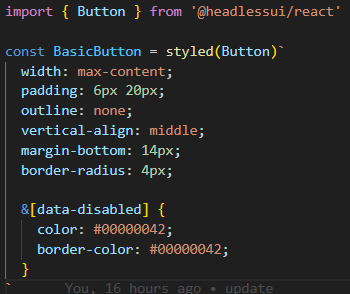 import { Button } from '@headlessui/react'
const BasicButton = styled(Button)`
width: max-content;
padding: 6px 20px;
outline: none;
vertical-align: middle;
margin-bottom: 14px;
border-radius: 4px;
&[data-disabled] {
color: #00000042;
border-color: #00000042;
}
` You, 16 hours ago • update